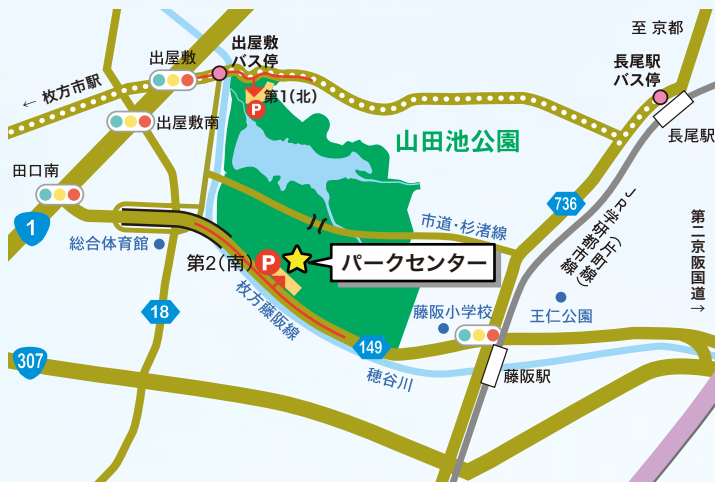 至 京都
出屋敷
出屋敷
バス停
長尾駅
バス停
← 枚方市駅
第1(北)
P
出屋敷南
長尾駅
山田池公園
田口南
736
1
市道・杉渚線
JR学研都市線
(片町線)
第二京阪国道→
総合体育館
第2(南)
P
パークセンター
枚方藤阪線
18
藤阪小学校
王仁公園
149
307
穂谷川
藤阪駅